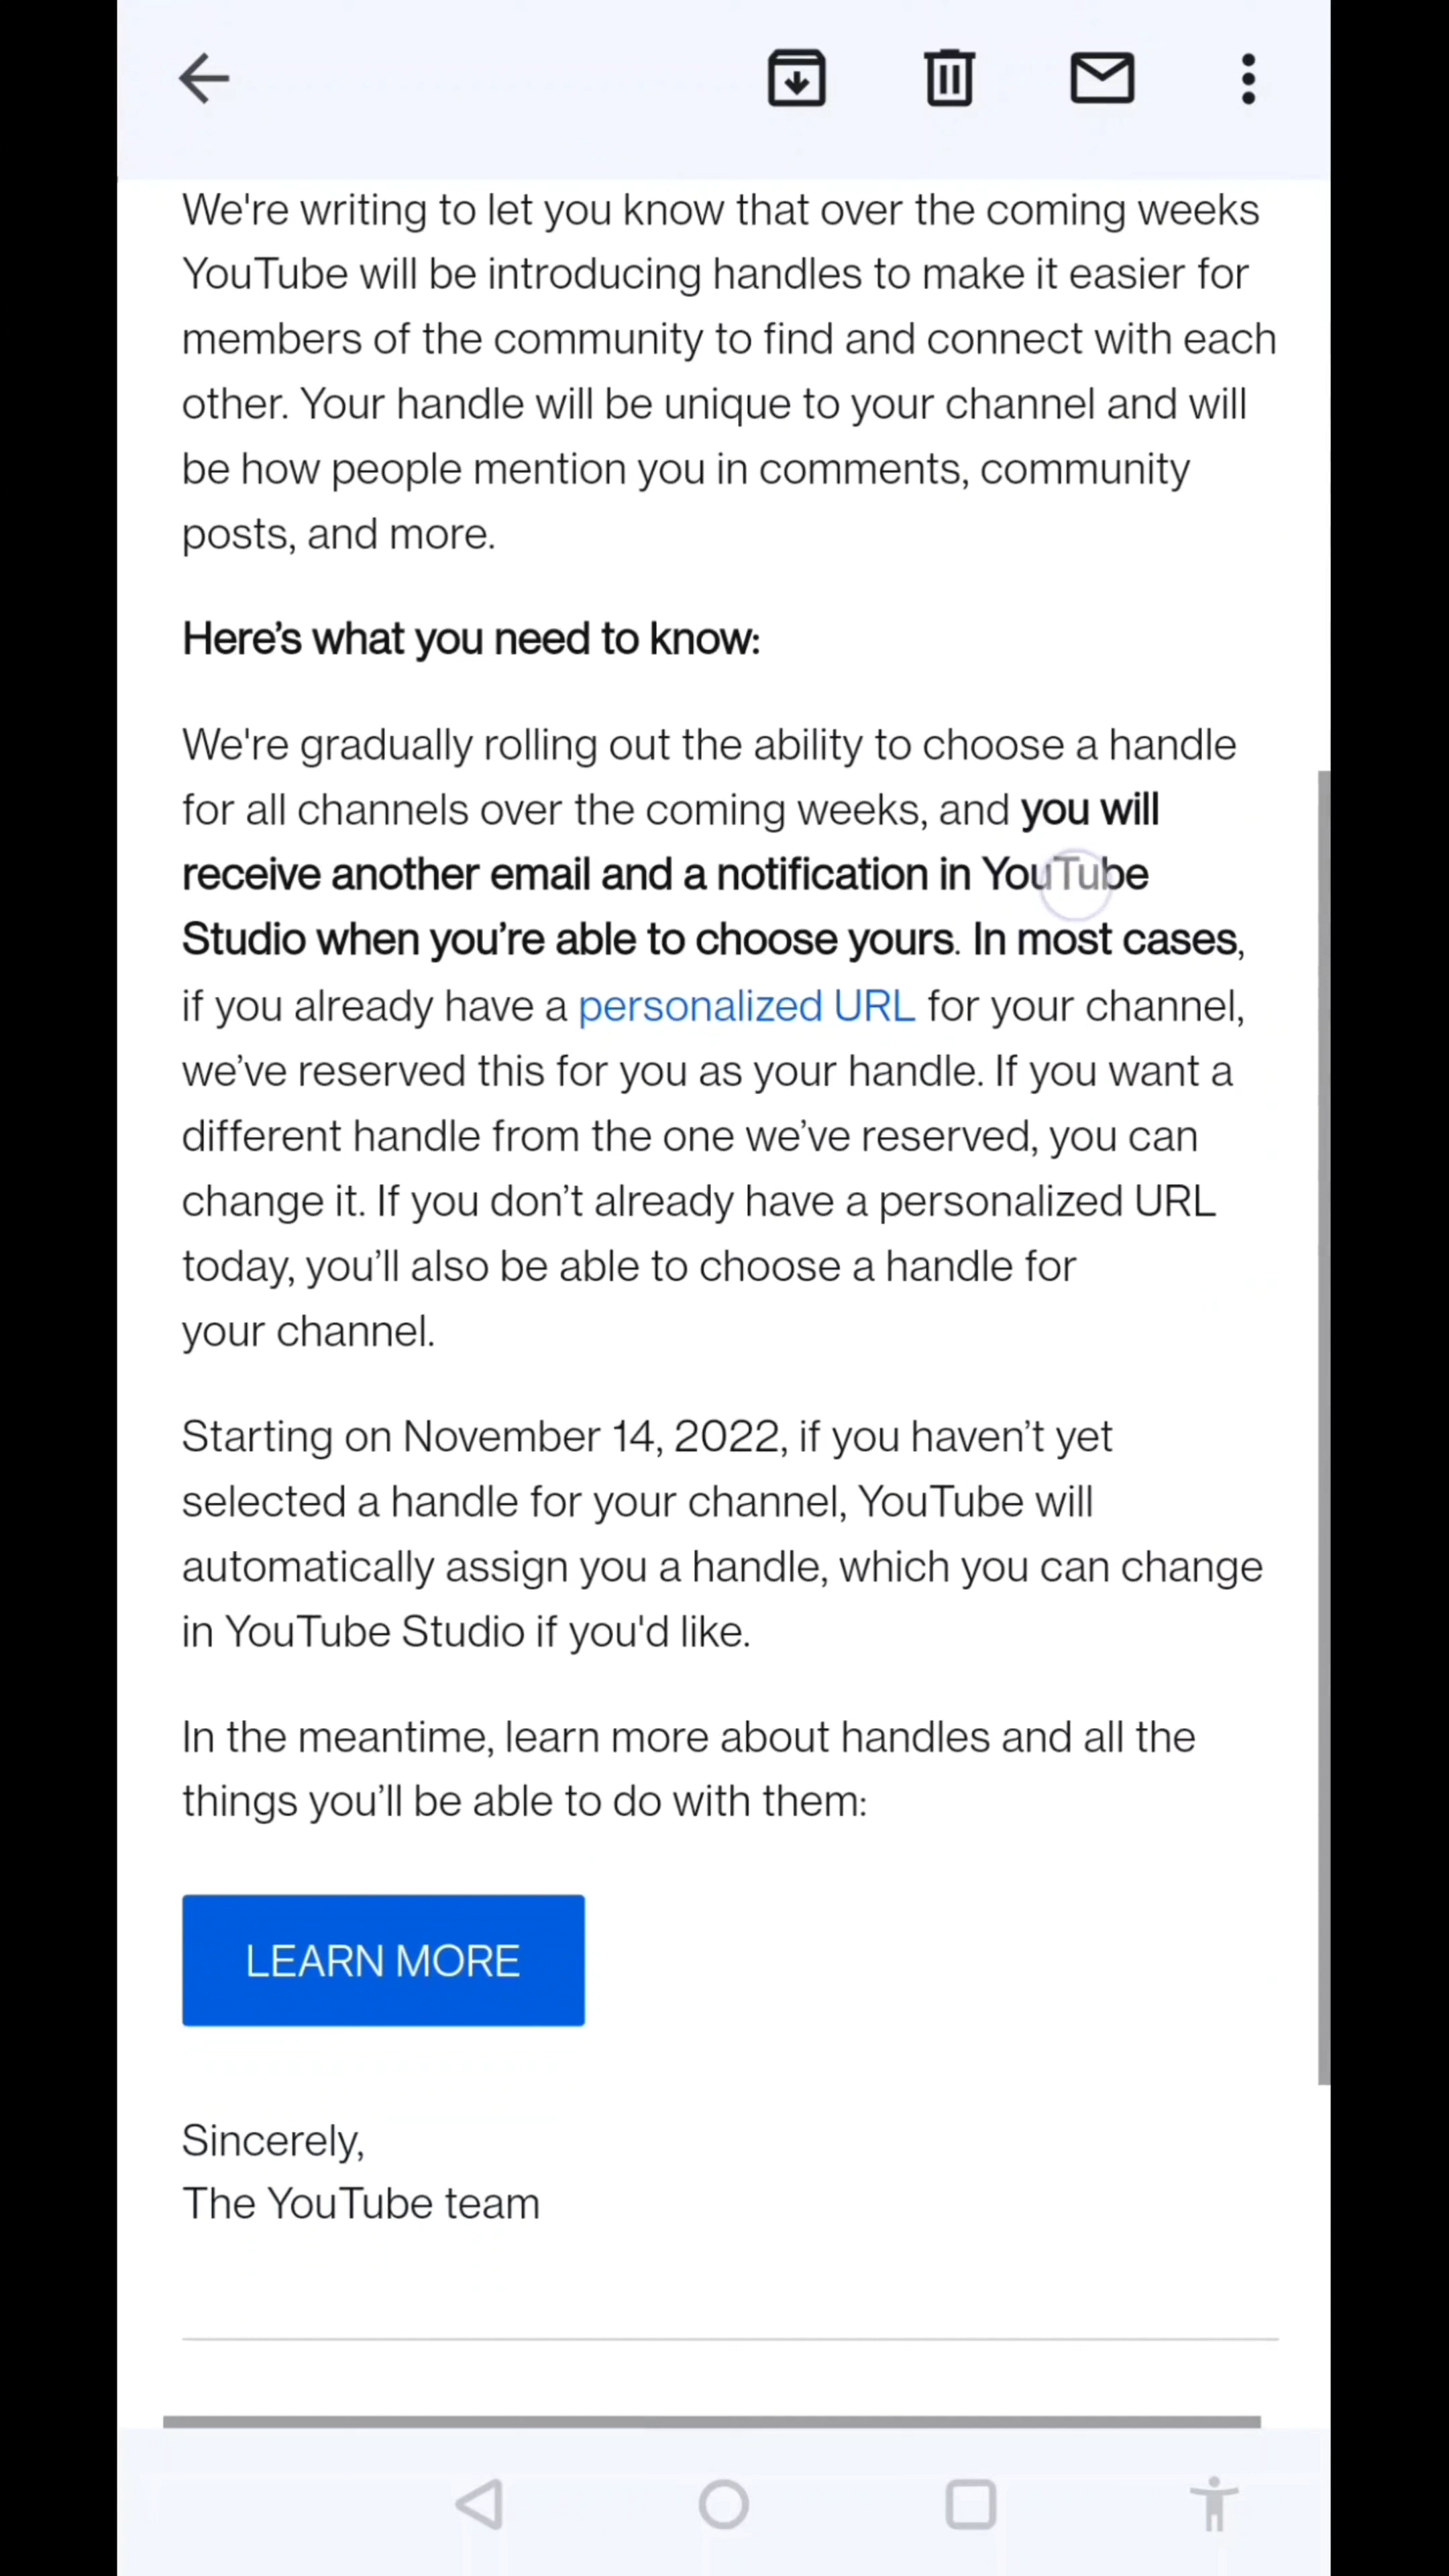 We're writing to let you know that over the coming weeks
YouTube will be introducing handles to make it easier for
members of the community to find and connect with each
other. Your handle will be unique to your channel and will
be how people mention you in comments, community
posts, and more.
Here’s what you need to know:
We're gradually rolling out the ability to choose a handle
for all channels over the coming weeks, and you will
receive another email and a notification in YouTube
Studio when you’re able to choose yours. In most cases,
if you already have a personalized URL for your channel,
we’ve reserved this for you as your handle. If you want a
different handle from the one we’ve reserved, you can
change it. If you don’t already have a personalized URL
today, you’ll also be able to choose a handle for
your channel.
Starting on November 14, 2022, if you haven’t yet
selected a handle for your channel, YouTube will
automatically assign you a handle, which you can change
in YouTube Studio if you'd like.
In the meantime, learn more about handles and all the
things you’ll be able to do with them:
LEARN MORE
Sincerely,
The YouTube team